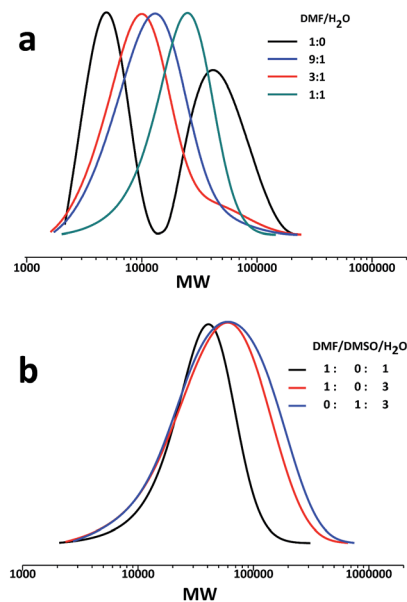 a
DMF/H₂O
1:0
9:1
3:1
1:1
1000 10000 100000 1000000
MW
b
DMF/DMSO/H₂O
1 : 0 : 1
1 : 0 : 3
0 : 1 : 3
1000 10000 100000 1000000
MW